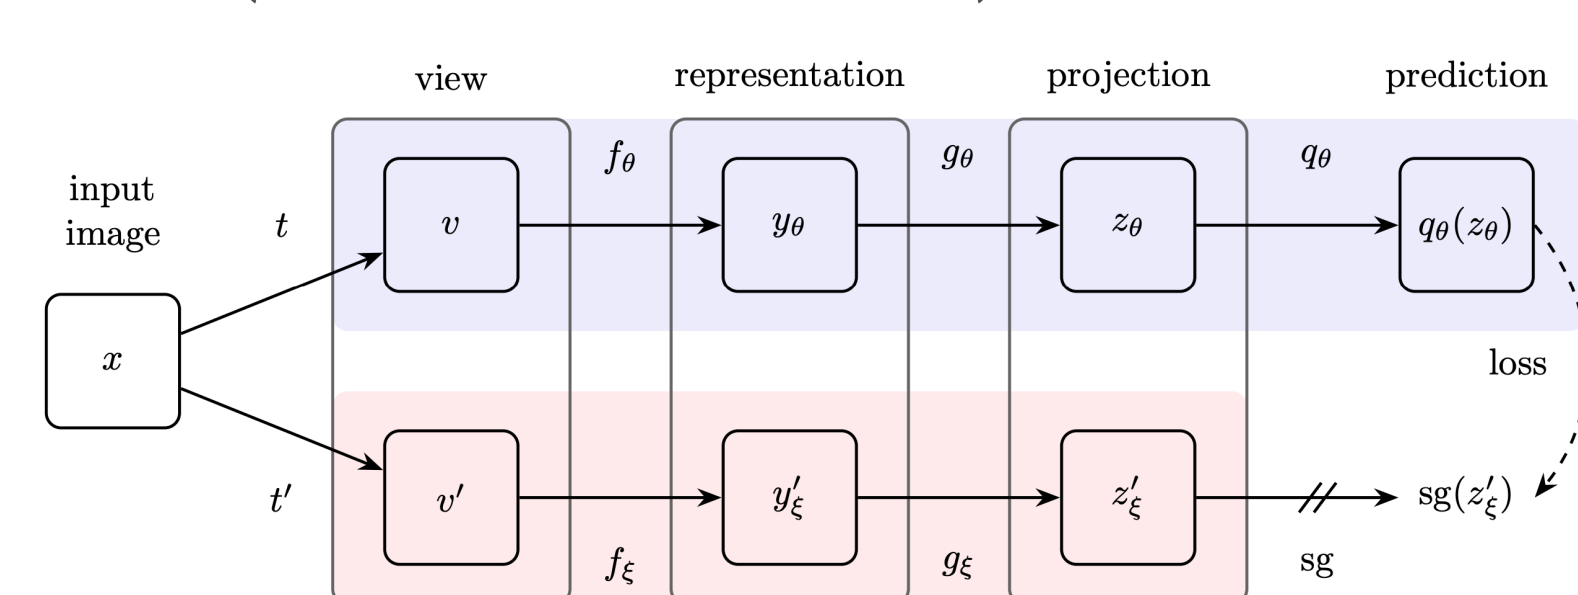 view
representation
projection
prediction
input
image
t
f_θ
g_θ
q_θ
v
y_θ
z_θ
q_θ(z_θ)
x
loss
t′
v′
y′_ξ
z′_ξ
sg(z′_ξ)
f_ξ
g_ξ
sg